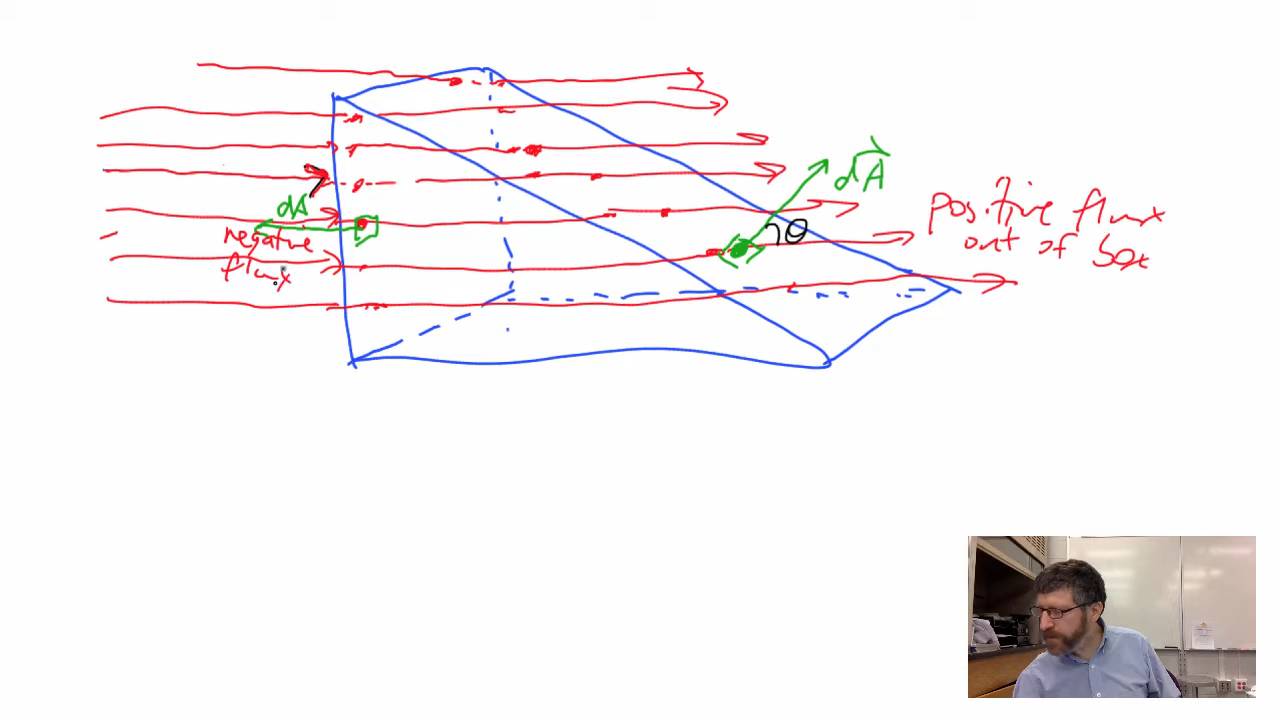 dA
negative
flux
dA
θ
positive flux
out of box